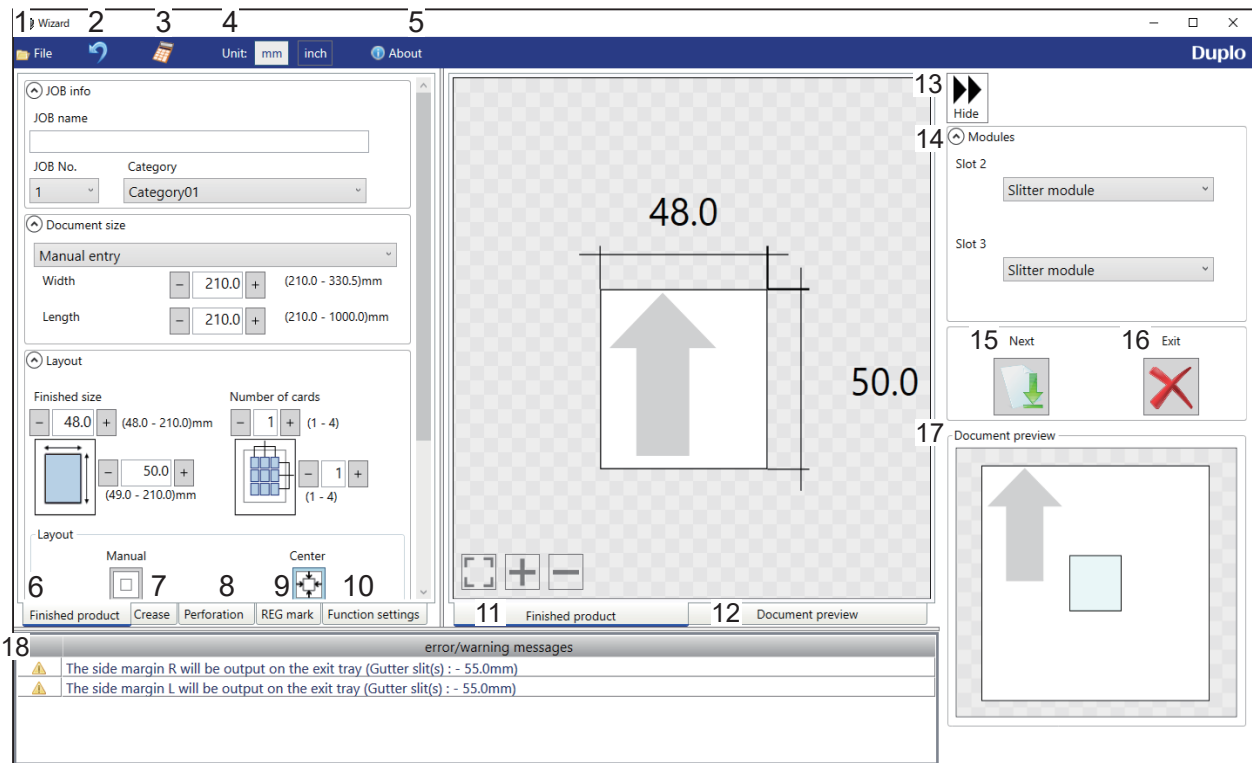 1 Wizard 2 3 4 5
File Unit: mm inch About Duplo
JOB info
JOB name
JOB No. Category
1 Category01
Document size
Manual entry
Width − 210.0 + (210.0 - 330.5)mm
Length − 210.0 + (210.0 - 1000.0)mm
Layout
Finished size Number of cards
− 48.0 + (48.0 - 210.0)mm − 1 + (1 - 4)
− 50.0 + − 1 +
(49.0 - 210.0)mm (1 - 4)
Layout
Manual Center
6 7 8 9 10
Finished product Crease Perforation REG mark Function settings
48.0
50.0
11 Finished product 12 Document preview
13
Hide
14 Modules
Slot 2
Slitter module
Slot 3
Slitter module
15 Next 16 Exit
17 Document preview
18 error/warning messages
The side margin R will be output on the exit tray (Gutter slit(s) : - 55.0mm)
The side margin L will be output on the exit tray (Gutter slit(s) : - 55.0mm)